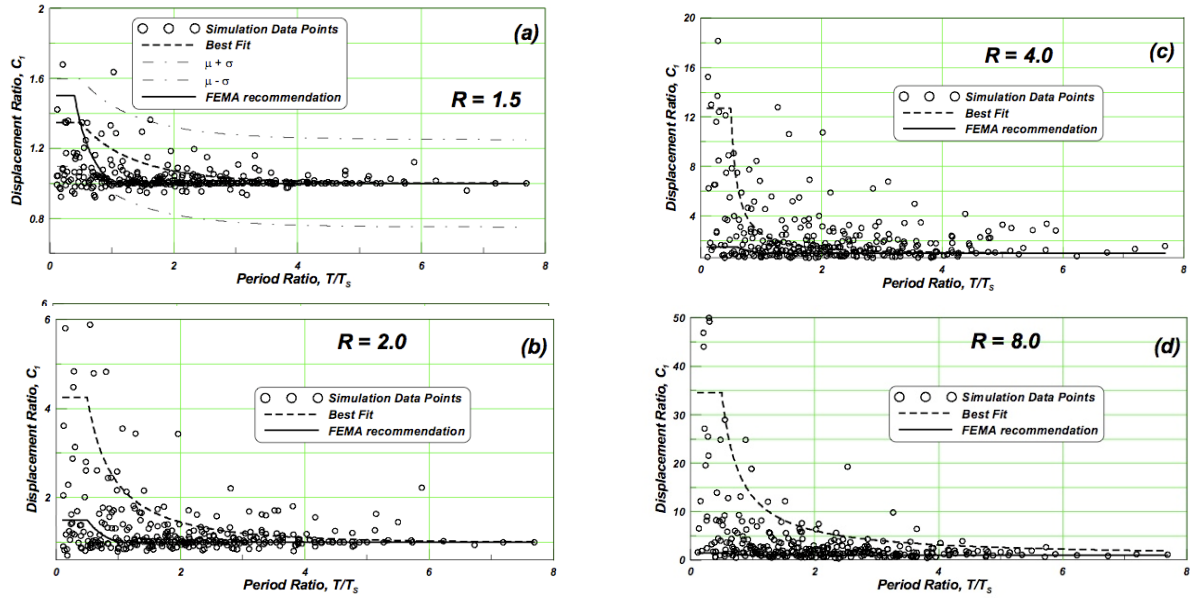 2
1.6
1.2
0.8
Displacement Ratio, C₁
Simulation Data Points
Best Fit
μ + σ
μ - σ
FEMA recommendation
(a)
R = 1.5
0 2 4 6 8
Period Ratio, T/Tₛ
6
6
4
2
Displacement Ratio, C₁
R = 2.0
(b)
Simulation Data Points
Best Fit
FEMA recommendation
0 2 4 6 8
Period Ratio, T/Tₛ
20
16
12
8
4
Displacement Ratio, C₁
R = 4.0
(c)
Simulation Data Points
Best Fit
FEMA recommendation
0 2 4 6 8
Period Ratio, T/Tₛ
50
40
30
20
10
0
Displacement Ratio, C₁
R = 8.0
(d)
Simulation Data Points
Best Fit
FEMA recommendation
0 2 4 6 8
Period Ratio, T/Tₛ